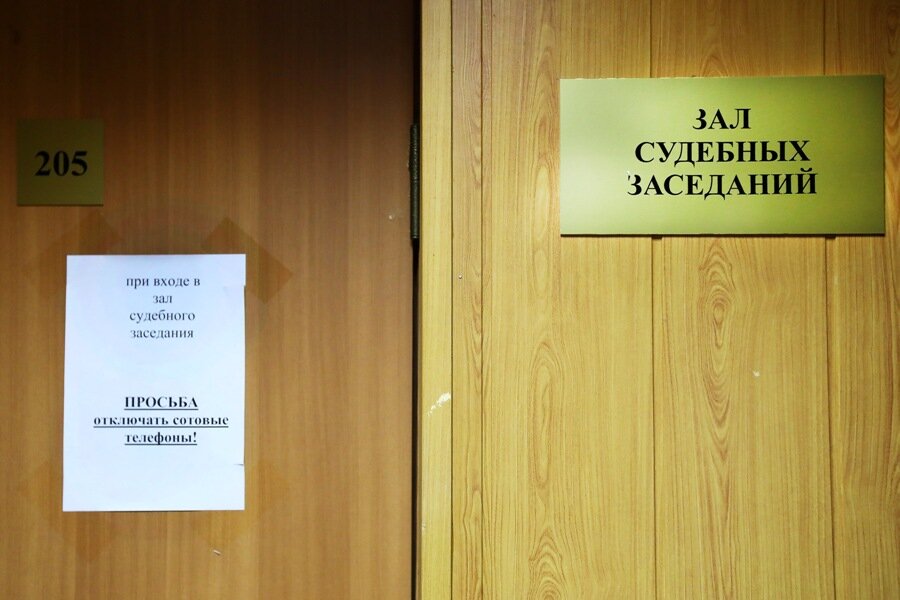 205
при входе в
зал
судебного
заседания
ПРОСЬБА
отключать сотовые
телефоны!
ЗАЛ
СУДЕБНЫХ
ЗАСЕДАНИЙ